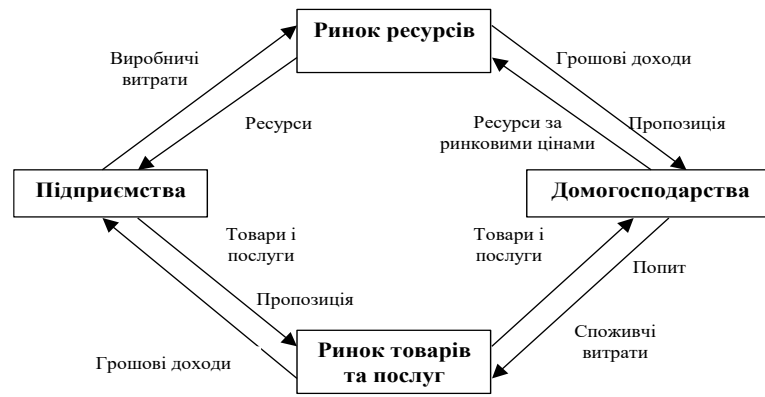 Ринок ресурсів
Виробничі
витрати
Грошові доходи
Ресурси
Ресурси за
ринковими цінами
Пропозиція
Підприємства
Домогосподарства
Товари і
послуги
Товари і
послуги
Попит
Пропозиція
Грошові доходи
Ринок товарів
та послуг
Споживчі
витрати